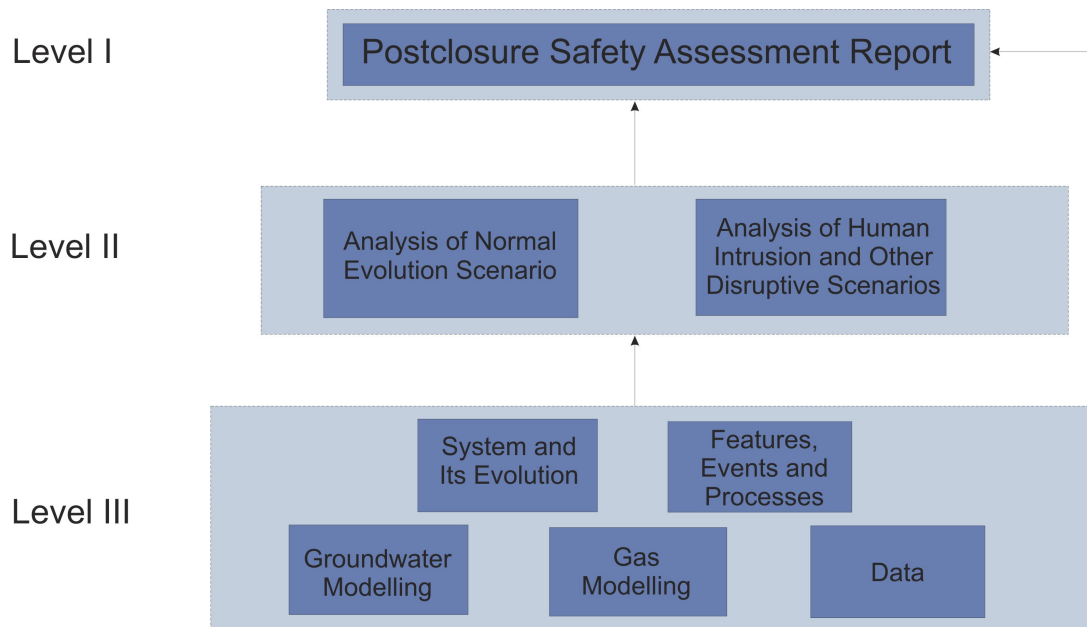 Level I
Postclosure Safety Assessment Report
Level II
Analysis of Normal
Evolution Scenario
Analysis of Human
Intrusion and Other
Disruptive Scenarios
Level III
System and
Its Evolution
Features,
Events and
Processes
Groundwater
Modelling
Gas
Modelling
Data